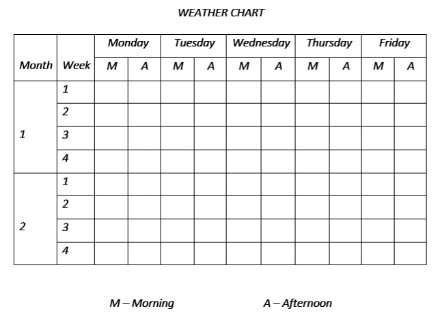 WEATHER CHART
Monday Tuesday Wednesday Thursday Friday
Month Week M A M A M A M A M A
1
2
1 3
4
1
2
2 3
4
M – Morning A – Afternoon